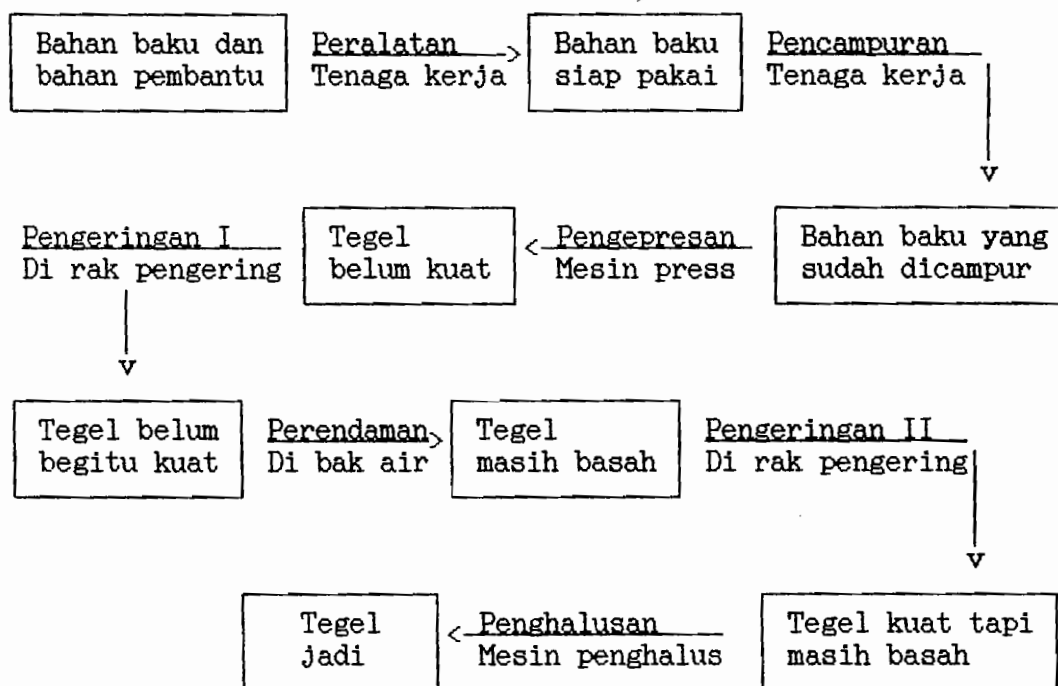 Bahan baku dan
bahan pembantu
Peralatan
Tenaga kerja
Bahan baku
siap pakai
Pencampuran
Tenaga kerja
Bahan baku yang
sudah dicampur
Pengepresan
Mesin press
Tegel
belum kuat
Pengeringan I
Di rak pengering
Tegel belum
begitu kuat
Perendaman
Di bak air
Tegel
masih basah
Pengeringan II
Di rak pengering
Tegel kuat tapi
masih basah
Penghalusan
Mesin penghalus
Tegel
jadi